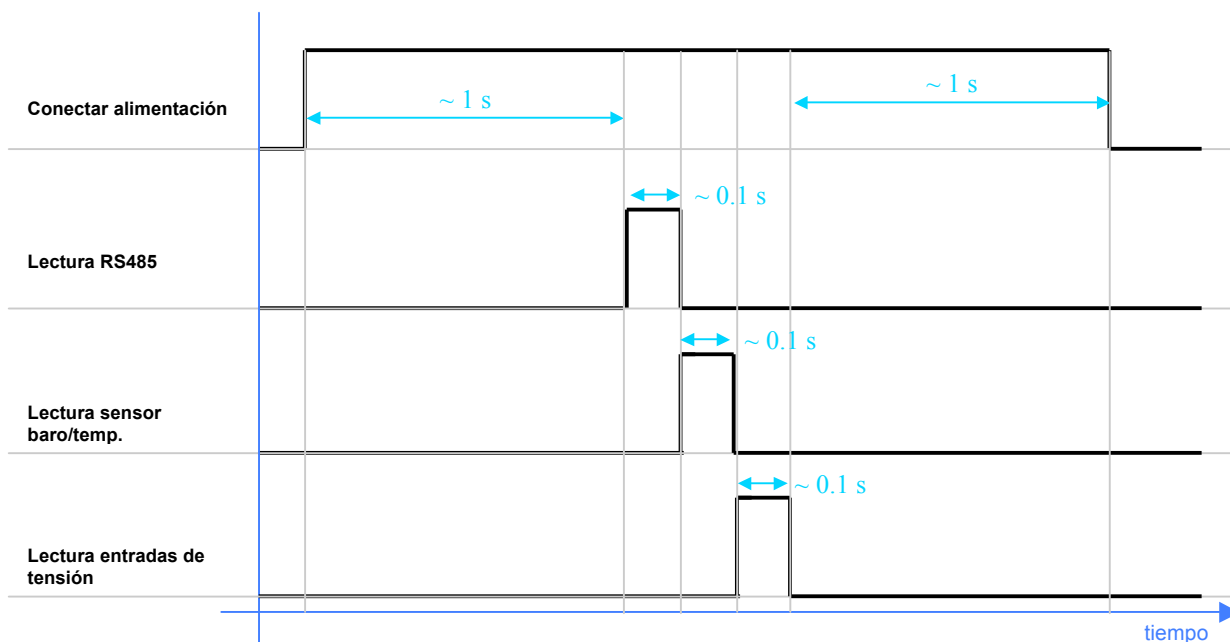 Conectar alimentación
~ 1 s
~ 1 s
Lectura RS485
~ 0.1 s
Lectura sensor
baro/temp.
~ 0.1 s
Lectura entradas de
tensión
~ 0.1 s
tiempo